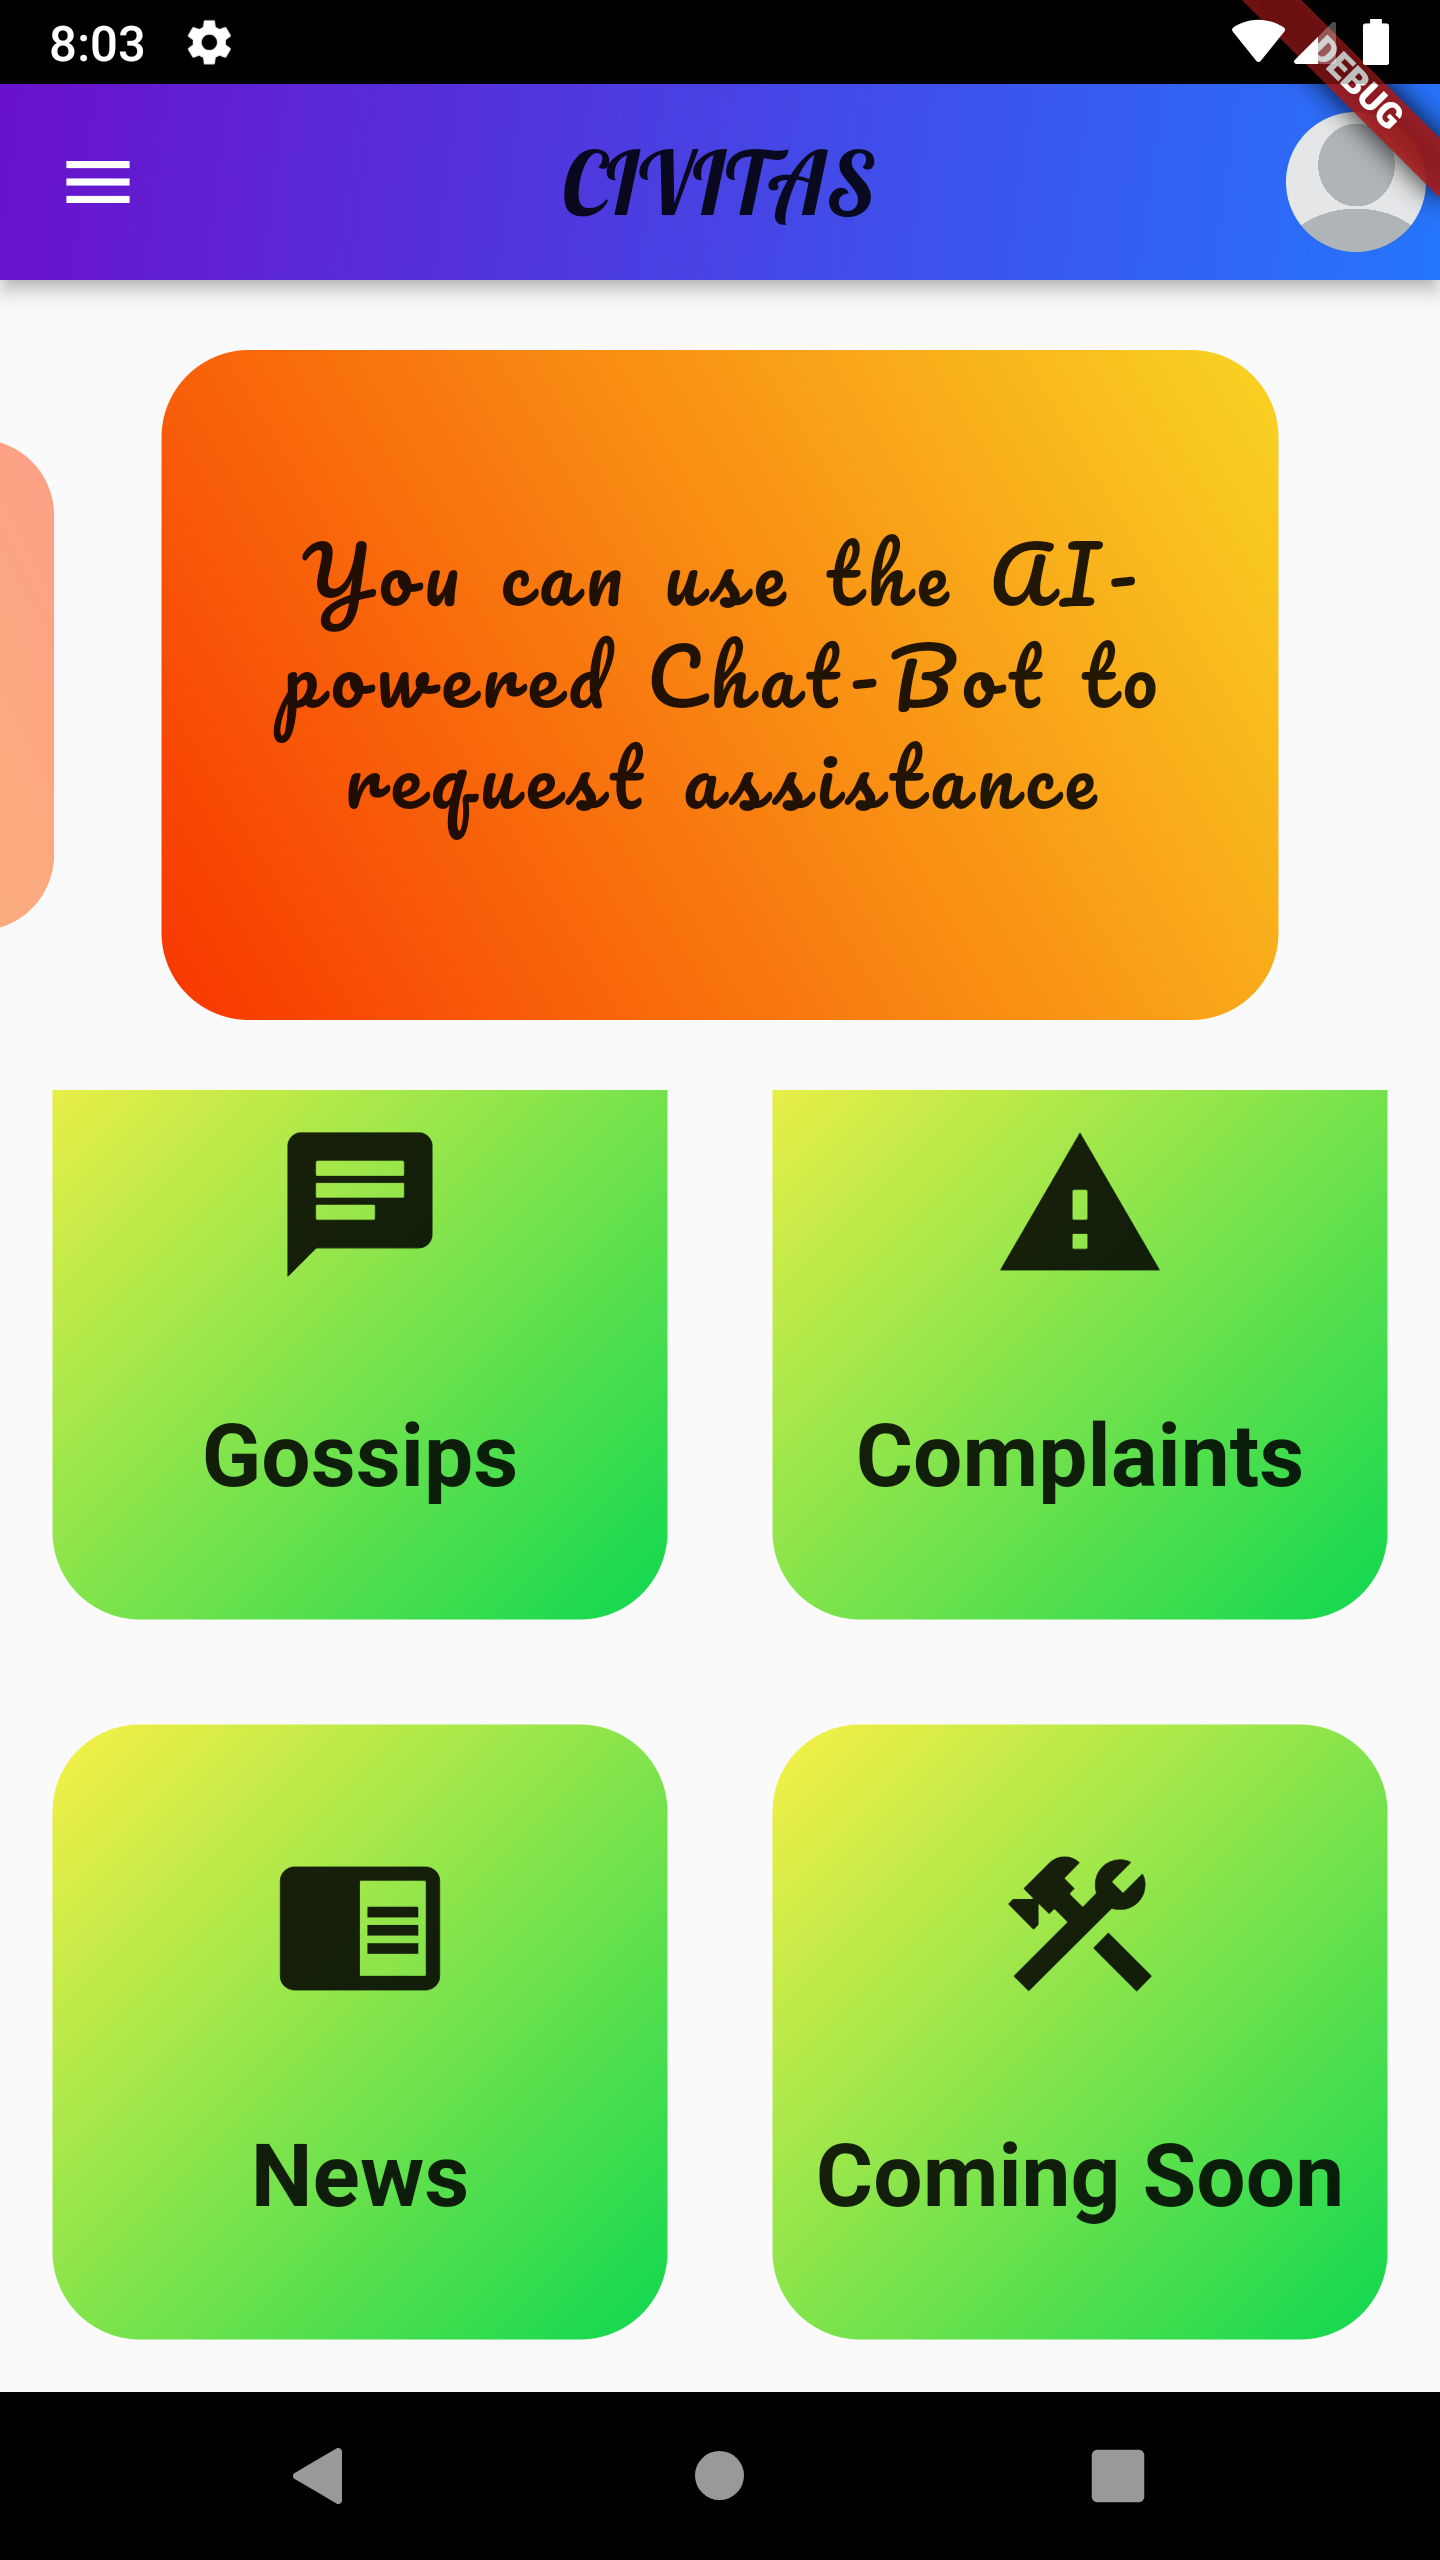 8:03
DEBUG
CIVITAS
You can use the AI-
powered Chat-Bot to
request assistance
Gossips
Complaints
News
Coming Soon